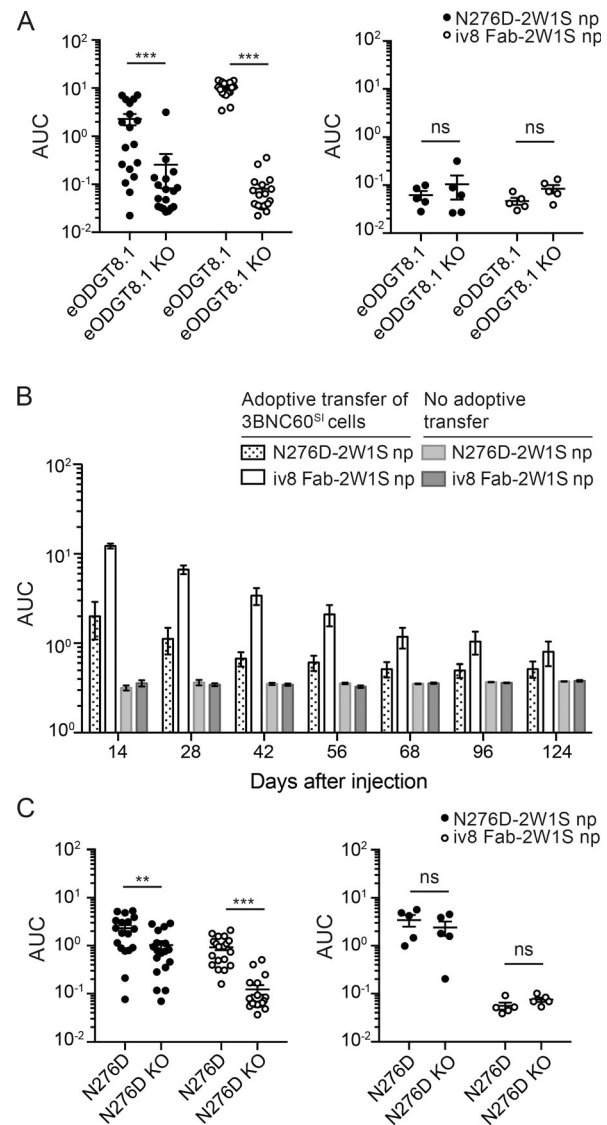 A
N276D-2W1S np
iv8 Fab-2W1S np
AUC
10²
10¹
10⁰
10⁻¹
10⁻²
***
***
eODGT8.1
eODGT8.1 KO
eODGT8.1
eODGT8.1 KO
AUC
10²
10¹
10⁰
10⁻¹
10⁻²
ns
ns
eODGT8.1
eODGT8.1 KO
eODGT8.1
eODGT8.1 KO
B
Adoptive transfer of 3BNC60ˢᴵ cells
No adoptive transfer
N276D-2W1S np
N276D-2W1S np
iv8 Fab-2W1S np
iv8 Fab-2W1S np
AUC
10²
10¹
10⁰
10⁰
14 28 42 56 68 96 124
Days after injection
C
N276D-2W1S np
iv8 Fab-2W1S np
AUC
10²
10¹
10⁰
10⁻¹
10⁻²
**
***
N276D
N276D KO
N276D
N276D KO
AUC
10²
10¹
10⁰
10⁻¹
10⁻²
ns
ns
N276D
N276D KO
N276D
N276D KO